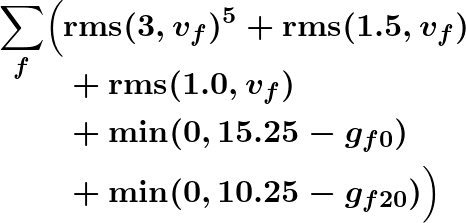 ∑_f ( rms(3, v_f)^5 + rms(1.5, v_f)
+ rms(1.0, v_f)
+ min(0, 15.25 − g_{f0})
+ min(0, 10.25 − g_{f20}) )